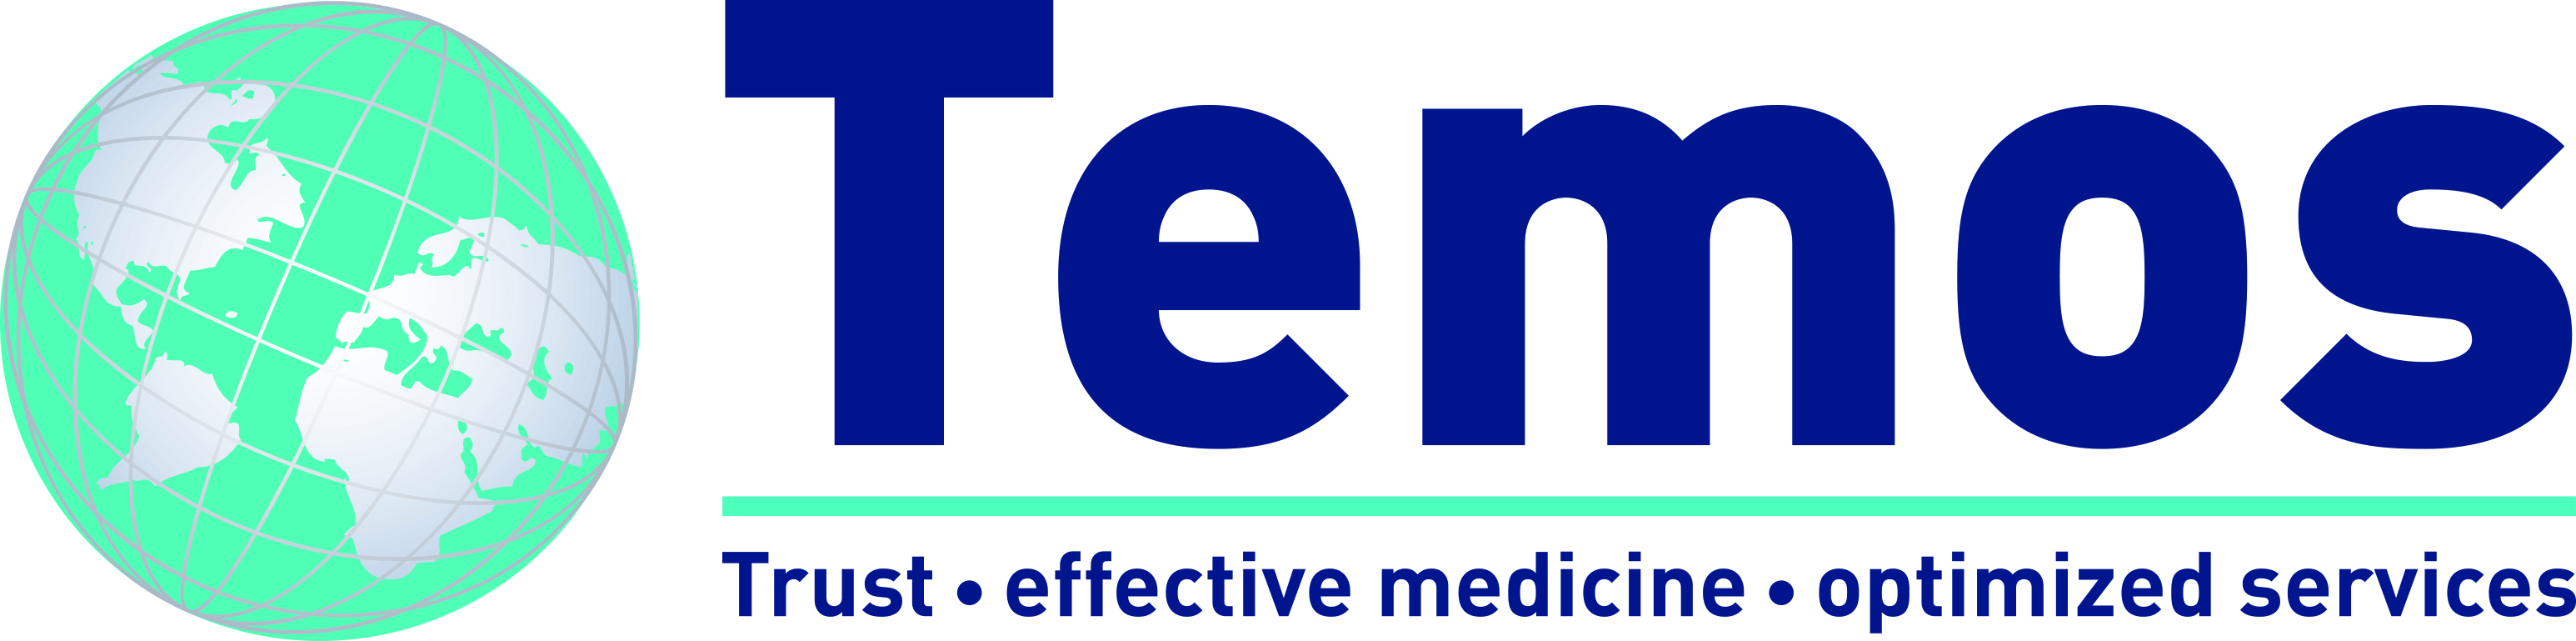 Temos
Trust • effective medicine • optimized services